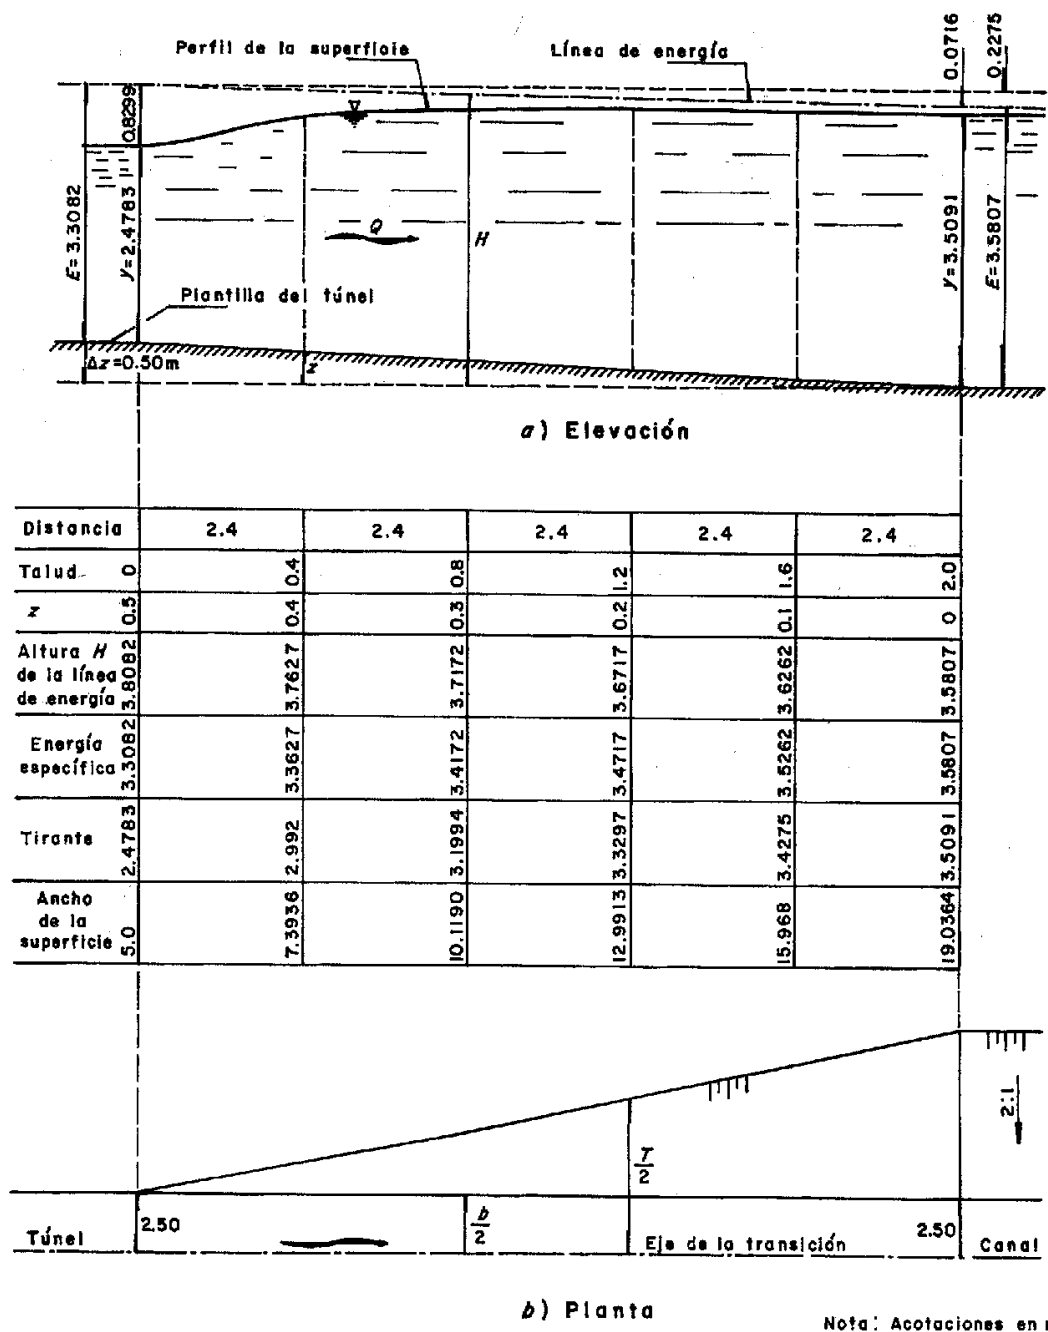 Perfil de la superficie
Línea de energía
0.0716
0.2275
0.8299
E=3.3082
y=2.4783
Q
H
y=3.5091
E=3.5807
Plantilla del túnel
Δz=0.50m
z
a) Elevación
Distancia 2.4 2.4 2.4 2.4 2.4
Talud 0 0.4 0.8 1.2 1.6 2.0
z 0.5 0.4 0.3 0.2 0.1 0
Altura H
de la línea
de energía 3.8082 3.7627 3.7172 3.6717 3.6262 3.5807
Energía
específica 3.3082 3.3627 3.4172 3.4717 3.5262 3.5807
Tirante 2.4783 2.992 3.1994 3.3297 3.4275 3.5091
Ancho
de la
superficie 5.0 7.3936 10.1190 12.9913 15.968 19.0364
2:1
T/2
Túnel
2.50
b/2
Eje de la transición
2.50
Canal
b) Planta
Nota: Acotaciones en